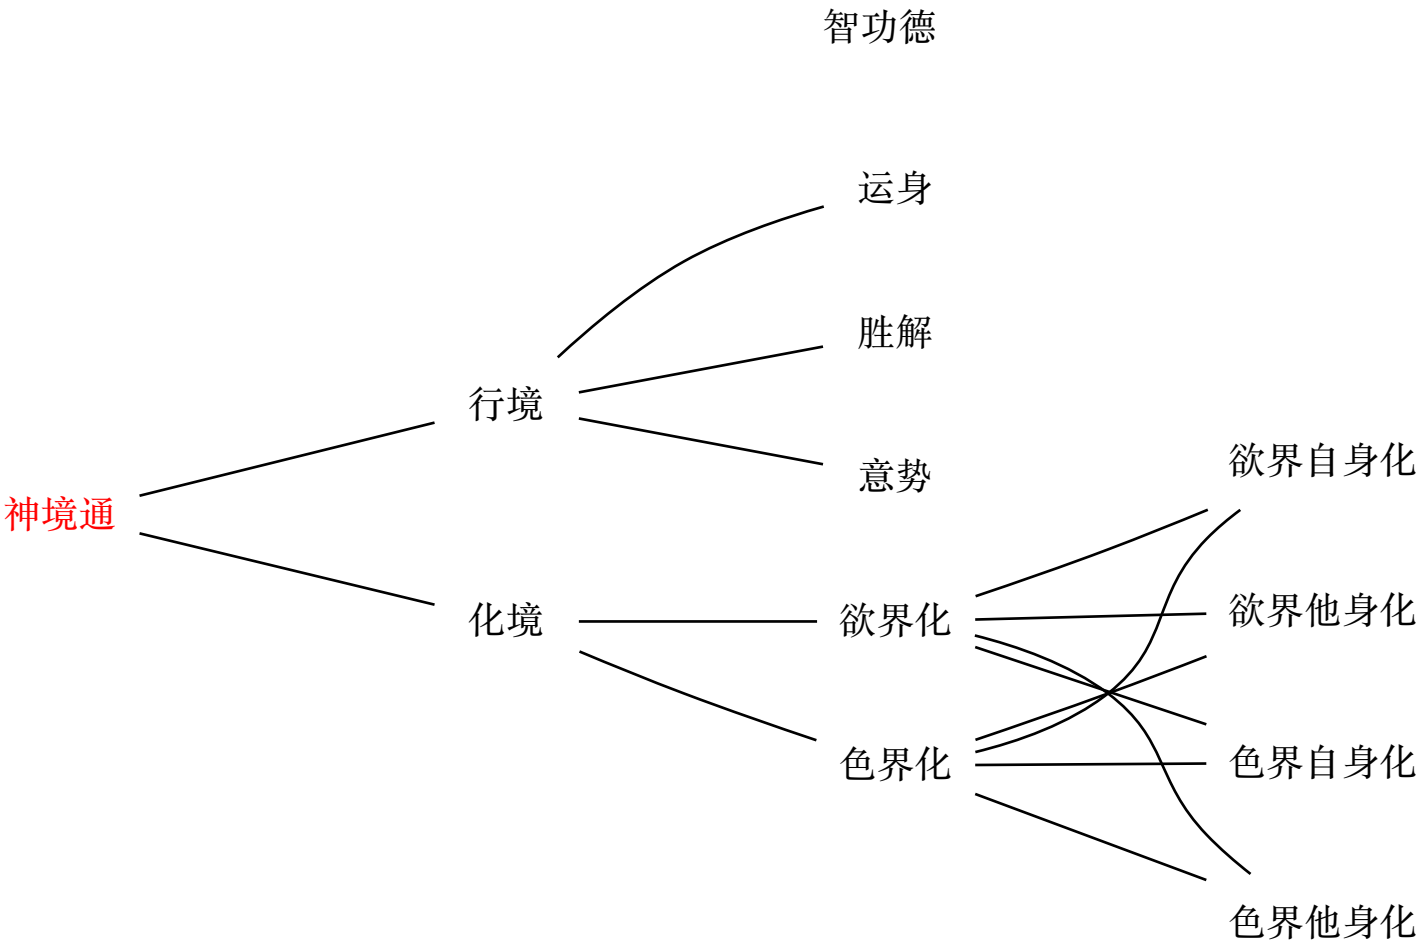 智功德
运身
胜解
行境
意势
欲界自身化
神境通
化境
欲界化
欲界他身化
色界化
色界自身化
色界他身化